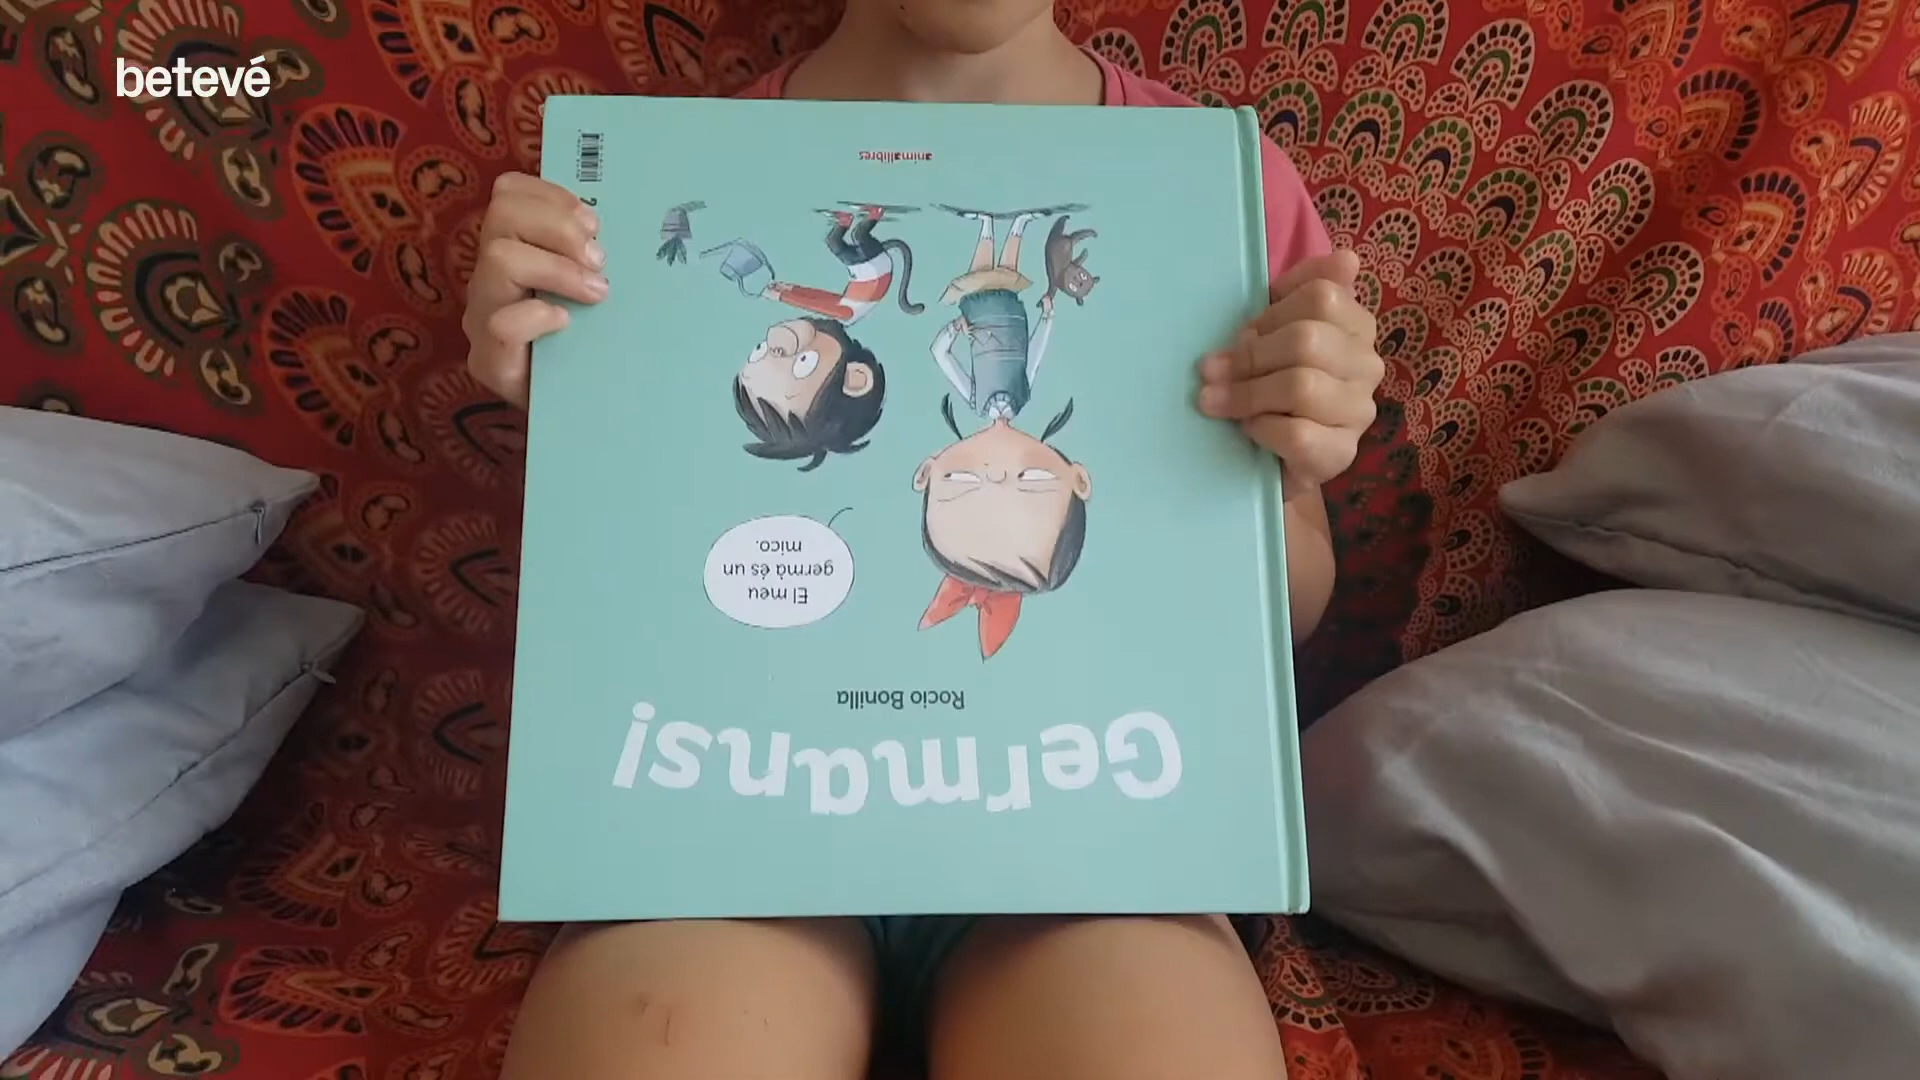 betevé
Germans!
Rocio Bonilla
El meu
germà és un
mico.
animallibres